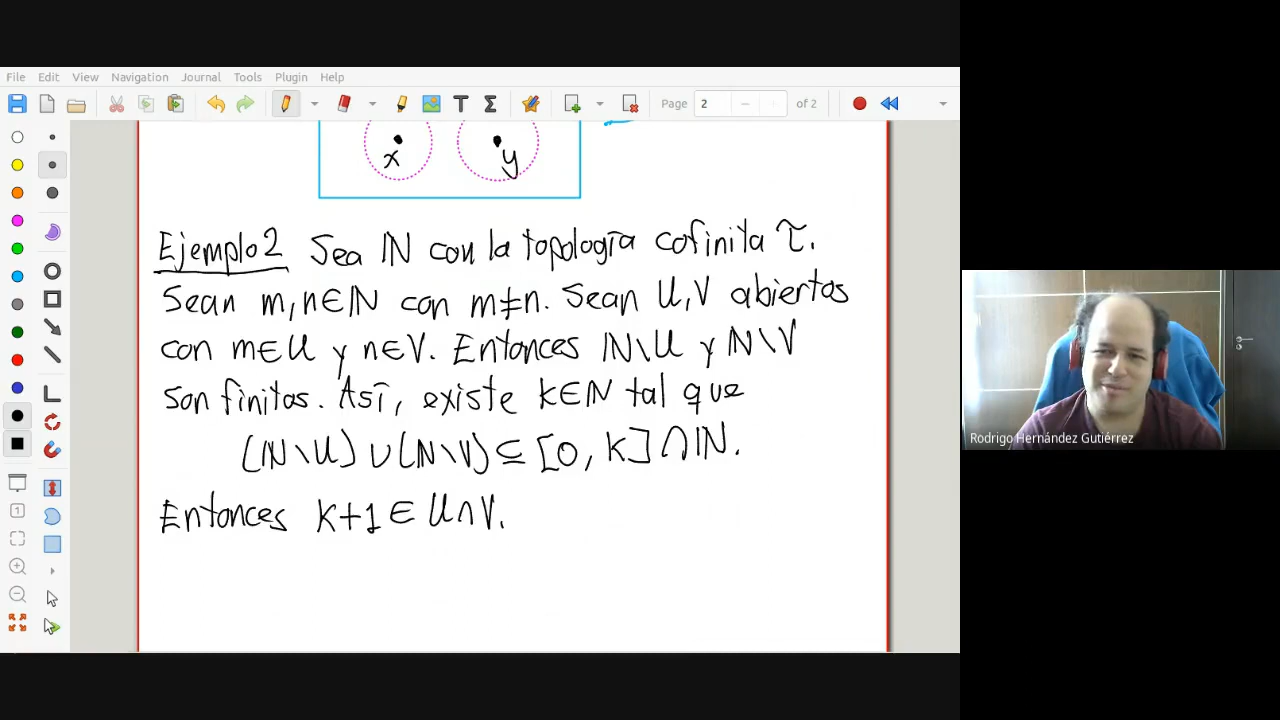 File Edit View Navigation Journal Tools Plugin Help
Page 2 of 2
x y
Ejemplo 2 Sea ℕ con la topología cofinita τ.
Sean m, n ∈ ℕ con m ≠ n. Sean U, V abiertos
con m ∈ U y n ∈ V. Entonces ℕ\U y ℕ\V
son finitos. Así, existe k ∈ ℕ tal que
(ℕ\U) ∪ (ℕ\V) ⊆ [0, k] ∩ ℕ.
Entonces k+1 ∈ U ∩ V.
Rodrigo Hernández Gutiérrez